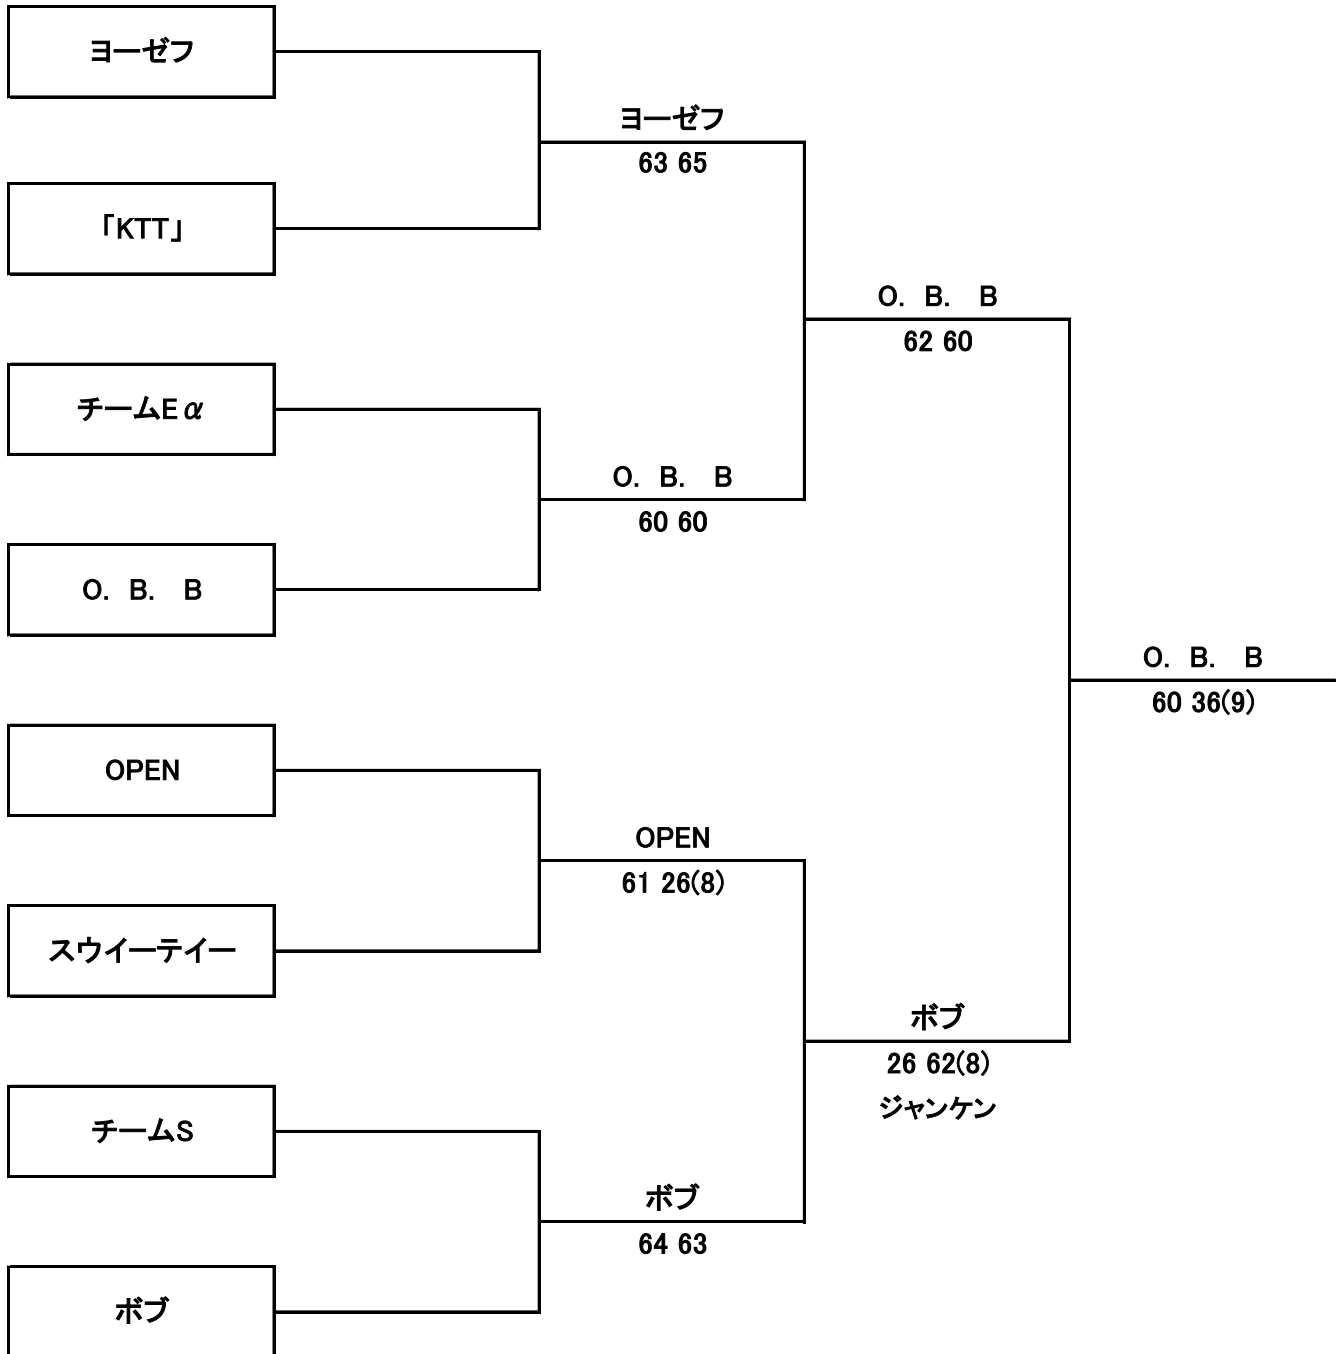 ヨーゼフ
ヨーゼフ
63 65
「KTT」
O. B. B
62 60
チームEα
O. B. B
60 60
O. B. B
O. B. B
60 36(9)
OPEN
OPEN
61 26(8)
スウイーテイー
ボブ
26 62(8)
ジャンケン
チームS
ボブ
64 63
ボブ